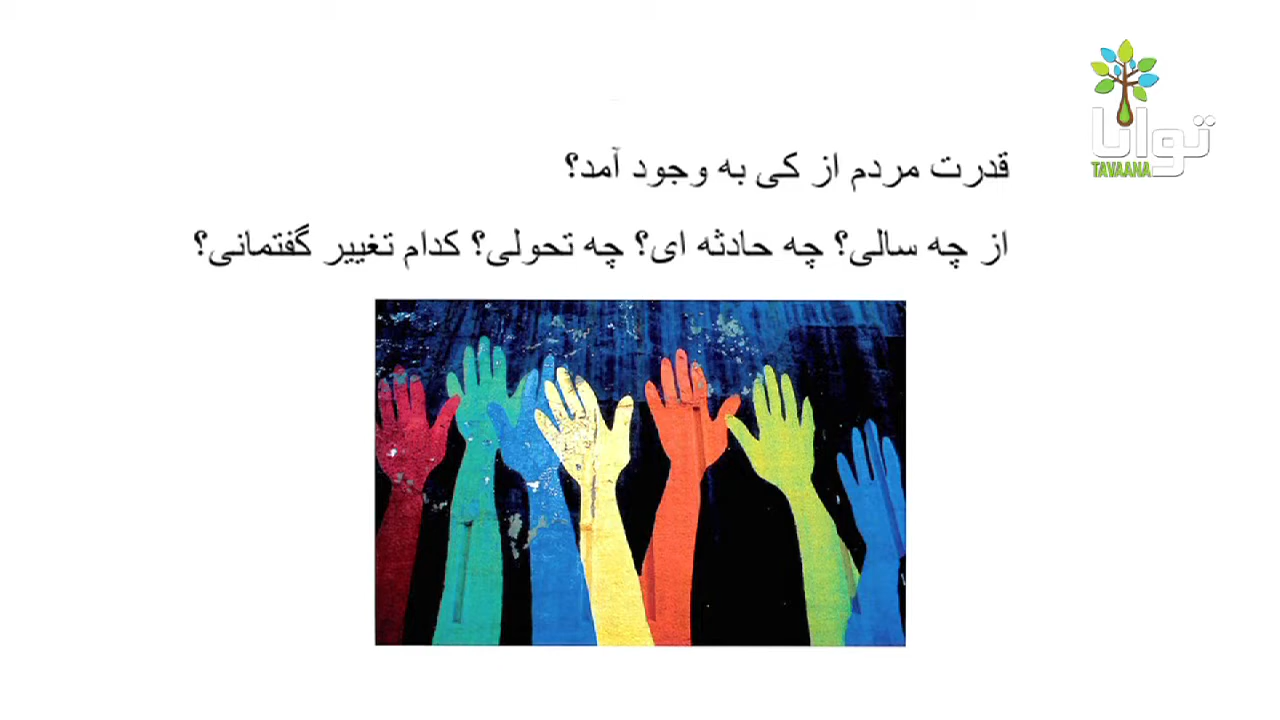 توانا
TAVAANA
قدرت مردم از کی به وجود آمد؟
از چه سالی؟ چه حادثه ای؟ چه تحولی؟ کدام تغییر گفتمانی؟